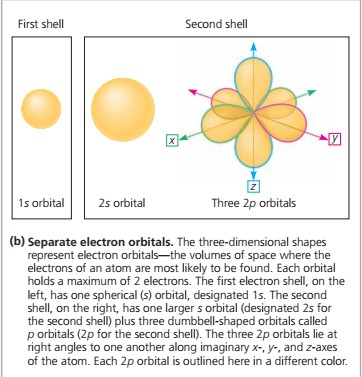 First shell
Second shell
x
y
z
1s orbital
2s orbital
Three 2p orbitals
(b) Separate electron orbitals. The three-dimensional shapes
represent electron orbitals—the volumes of space where the
electrons of an atom are most likely to be found. Each orbital
holds a maximum of 2 electrons. The first electron shell, on the
left, has one spherical (s) orbital, designated 1s. The second
shell, on the right, has one larger s orbital (designated 2s for
the second shell) plus three dumbbell-shaped orbitals called
p orbitals (2p for the second shell). The three 2p orbitals lie at
right angles to one another along imaginary x-, y-, and z-axes
of the atom. Each 2p orbital is outlined here in a different color.